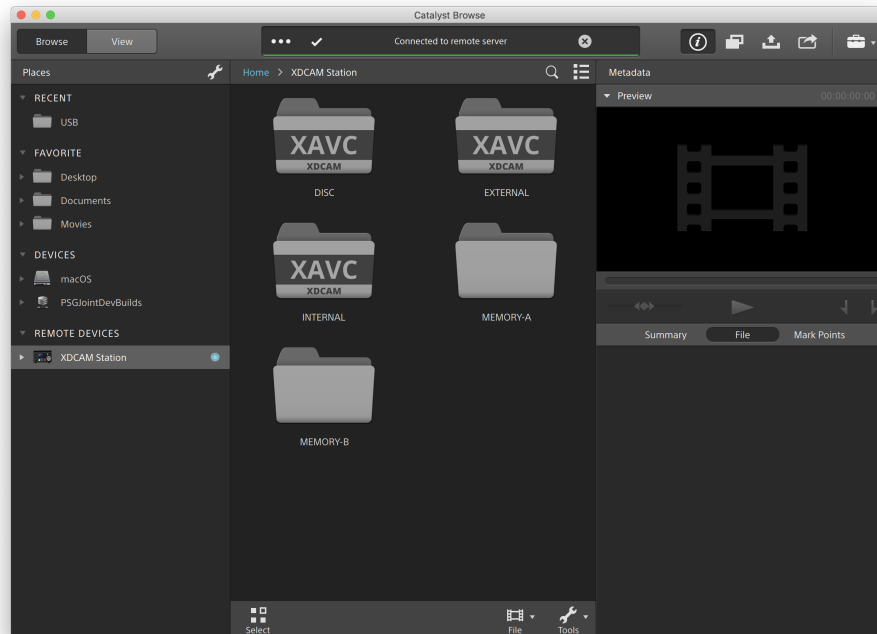 Catalyst Browse
Browse
View
Connected to remote server
Places
Home > XDCAM Station
Metadata
RECENT
USB
FAVORITE
Desktop
Documents
Movies
DEVICES
macOS
PSGJointDevBuilds
REMOTE DEVICES
XDCAM Station
XAVC
XDCAM
DISC
XAVC
XDCAM
EXTERNAL
XAVC
XDCAM
INTERNAL
MEMORY-A
MEMORY-B
Select
File
Tools
Preview
00:00:00:00
Summary
File
Mark Points